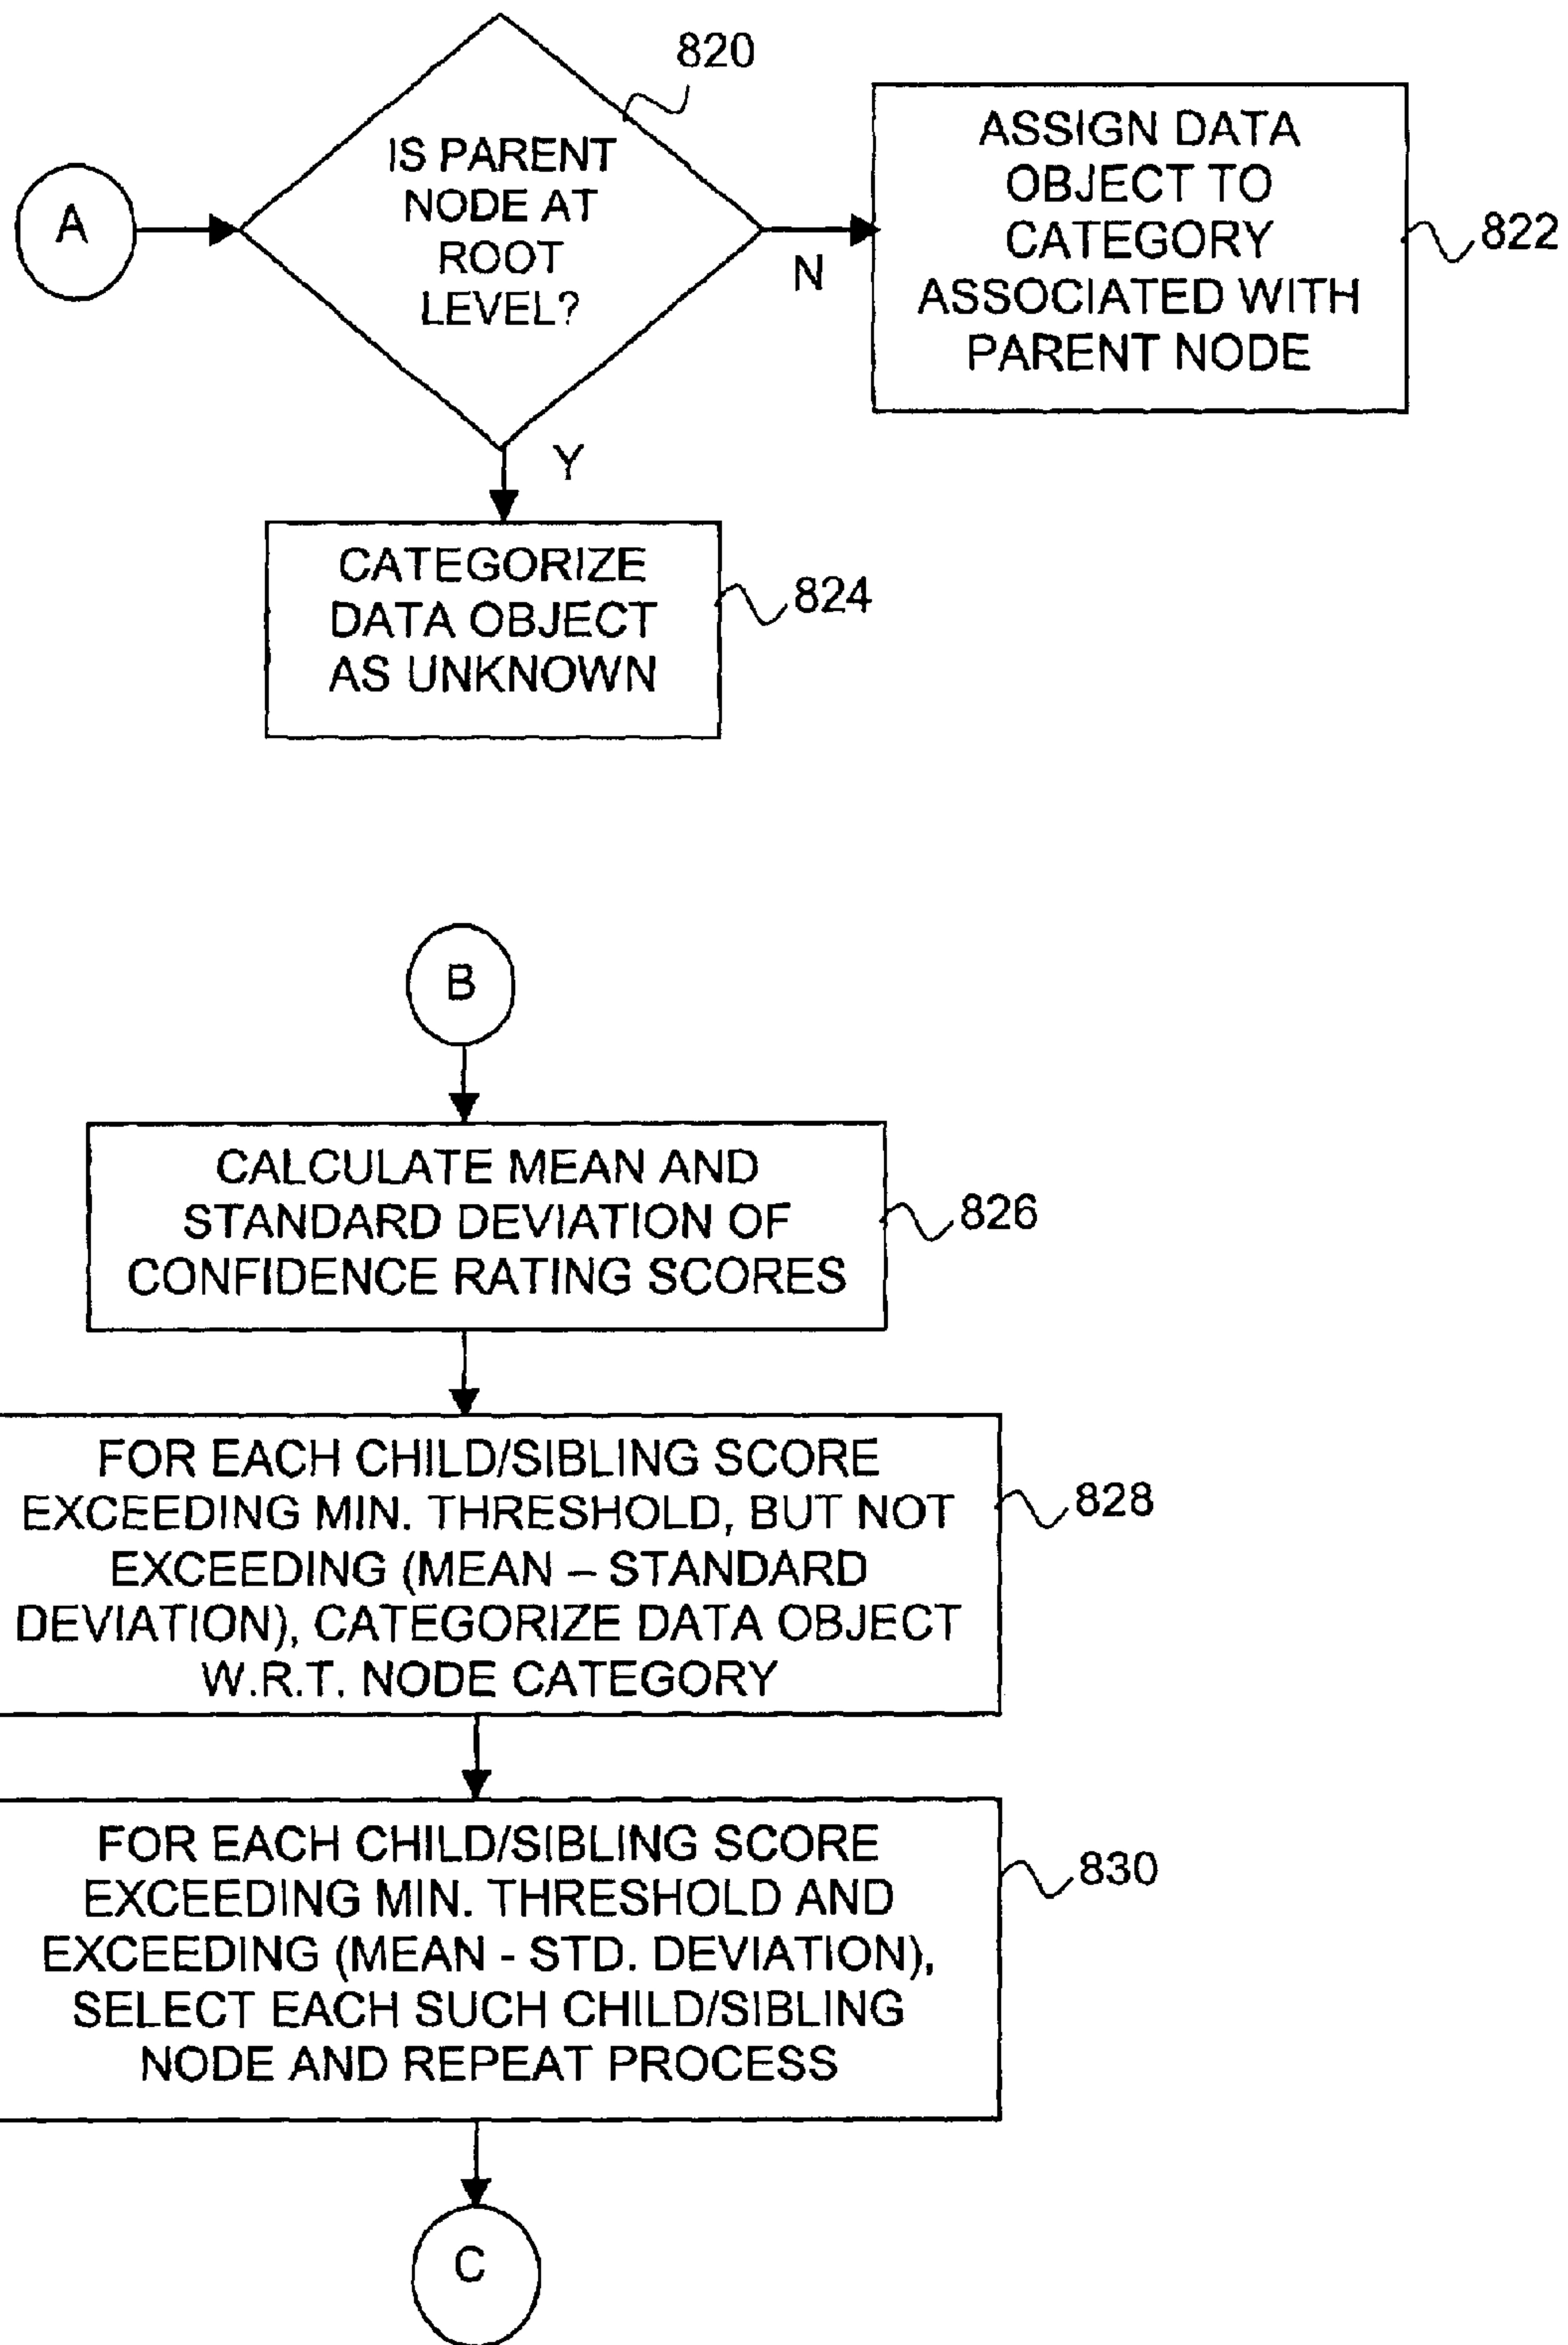 820
IS PARENT
NODE AT
ROOT
LEVEL?
A
N
Y
ASSIGN DATA
OBJECT TO
CATEGORY
ASSOCIATED WITH
PARENT NODE
822
CATEGORIZE
DATA OBJECT
AS UNKNOWN
824
B
CALCULATE MEAN AND
STANDARD DEVIATION OF
CONFIDENCE RATING SCORES
826
FOR EACH CHILD/SIBLING SCORE
EXCEEDING MIN. THRESHOLD, BUT NOT
EXCEEDING (MEAN – STANDARD
DEVIATION), CATEGORIZE DATA OBJECT
W.R.T. NODE CATEGORY
828
FOR EACH CHILD/SIBLING SCORE
EXCEEDING MIN. THRESHOLD AND
EXCEEDING (MEAN - STD. DEVIATION),
SELECT EACH SUCH CHILD/SIBLING
NODE AND REPEAT PROCESS
830
C